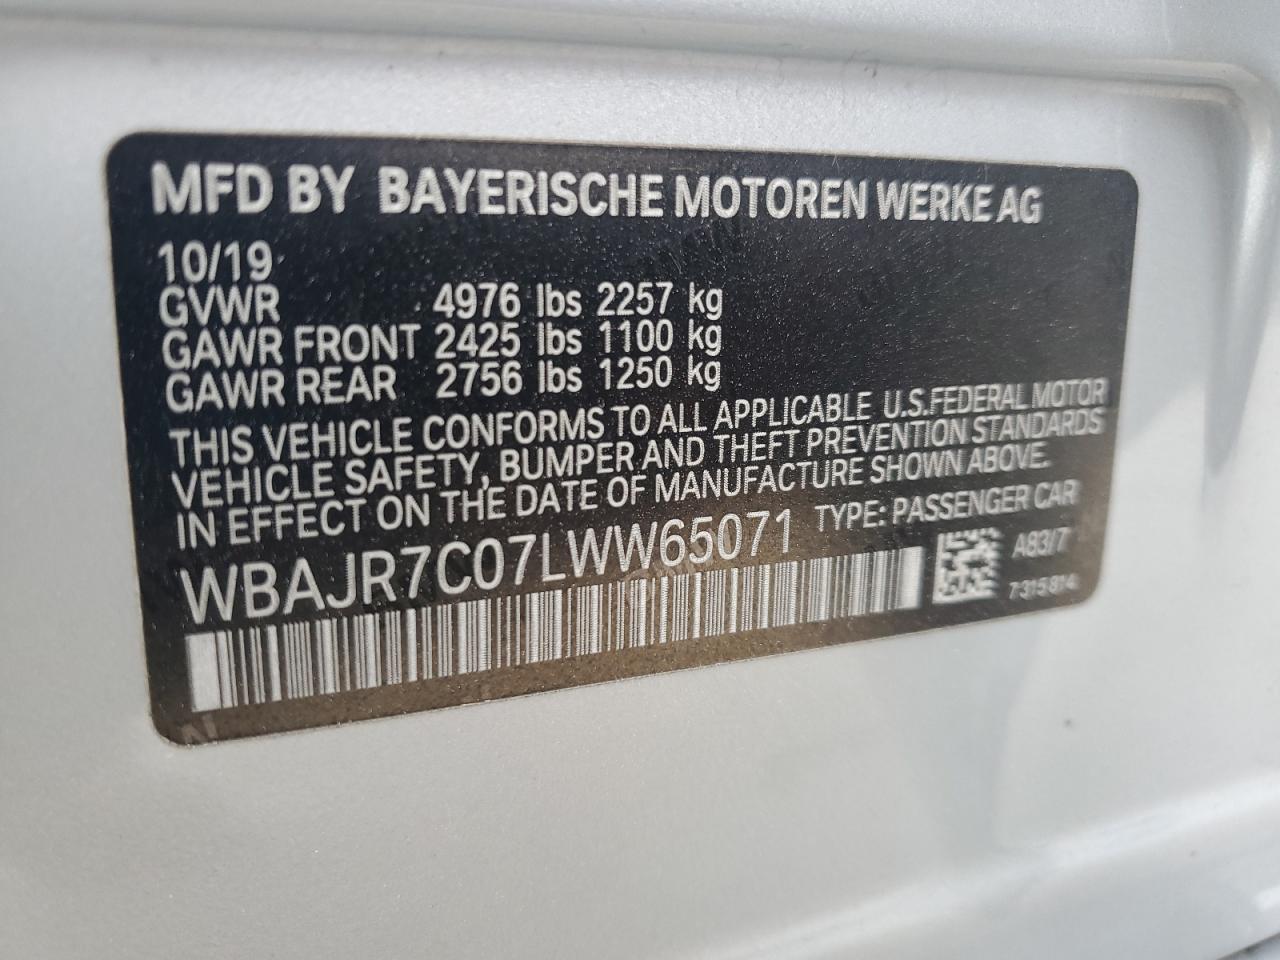 MFD BY BAYERISCHE MOTOREN WERKE AG
10/19
GVWR 4976 lbs 2257 kg
GAWR FRONT 2425 lbs 1100 kg
GAWR REAR 2756 lbs 1250 kg
THIS VEHICLE CONFORMS TO ALL APPLICABLE U.S.FEDERAL MOTOR
VEHICLE SAFETY, BUMPER AND THEFT PREVENTION STANDARDS
IN EFFECT ON THE DATE OF MANUFACTURE SHOWN ABOVE.
WBAJR7C07LWW65071 TYPE: PASSENGER CAR
A83/7
7315814